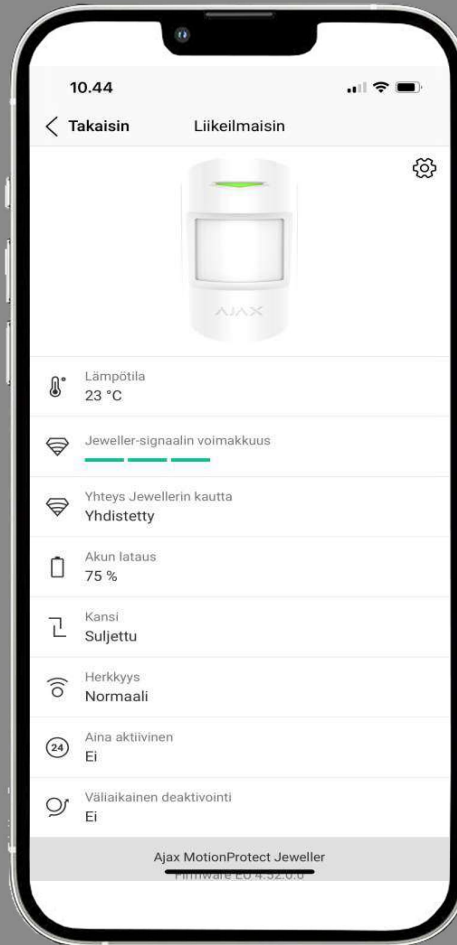 10.44
Takaisin
Liikeilmaisin
AJAX
Lämpötila
23 °C
Jeweller-signaalin voimakkuus
Yhteys Jewellerin kautta
Yhdistetty
Akun lataus
75 %
Kansi
Suljettu
Herkkyys
Normaali
24
Aina aktiivinen
Ei
Väliaikainen deaktivointi
Ei
Ajax MotionProtect Jeweller